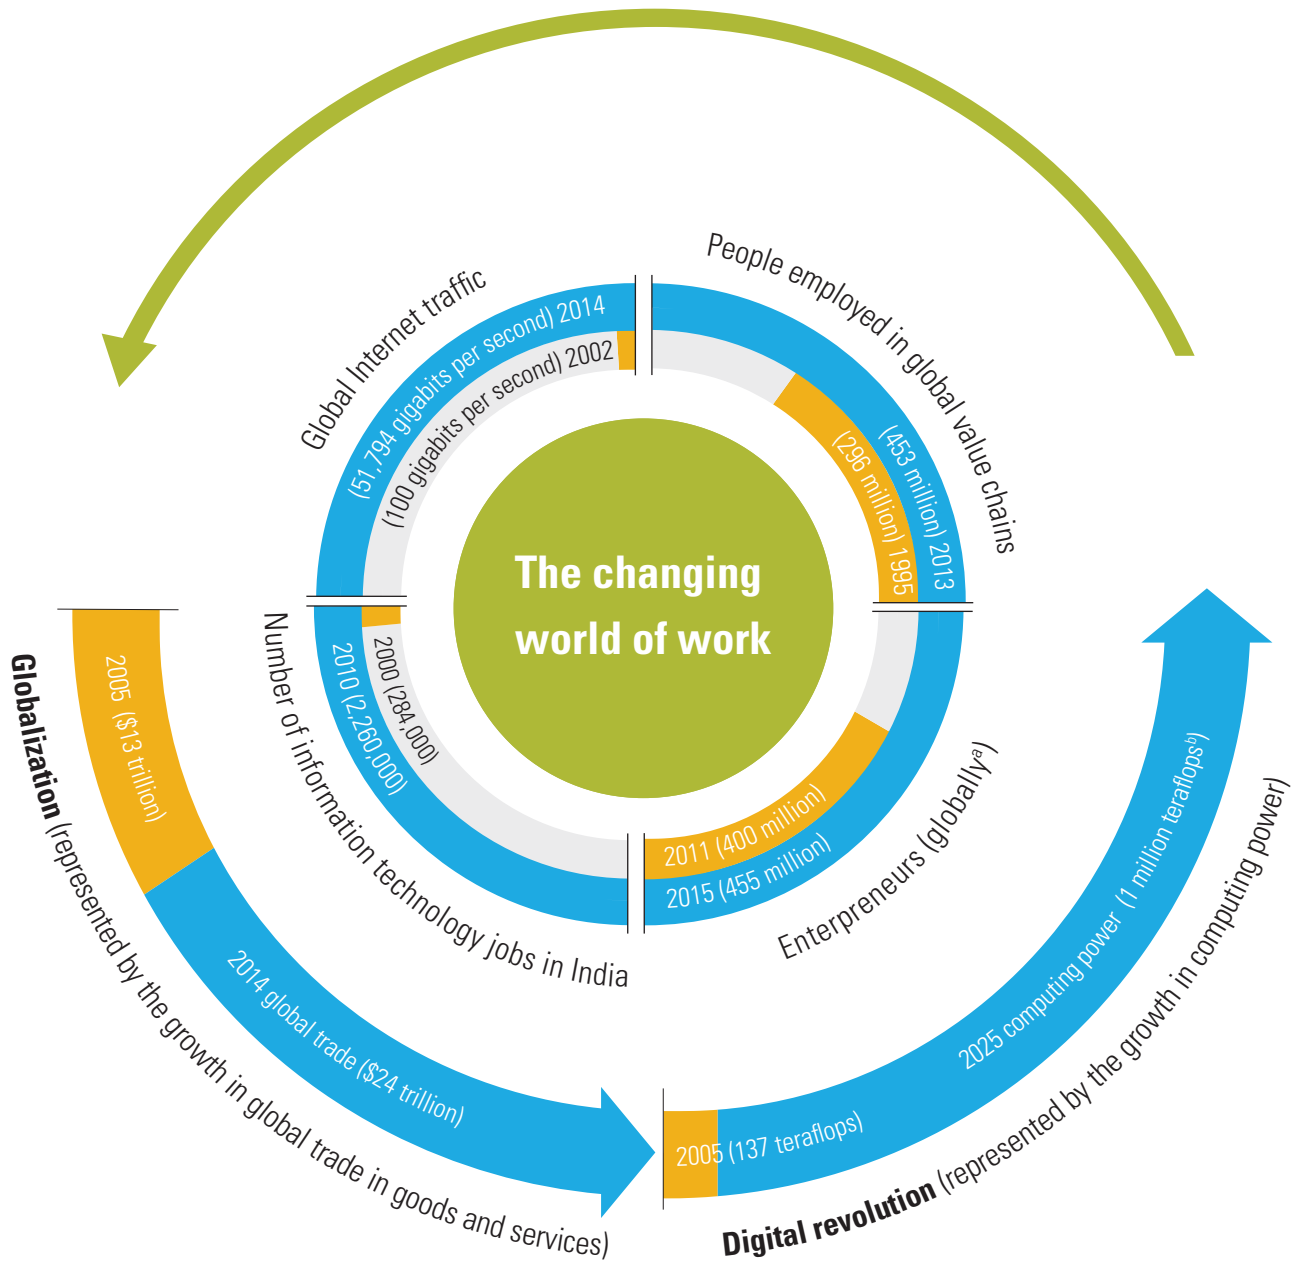 The changing
world of work
Global Internet traffic
(51,794 gigabits per second) 2014
(100 gigabits per second) 2002
People employed in global value chains
(453 million) 2013
(296 million) 1995
Number of information technology jobs in India
2000 (284,000)
2010 (2,260,000)
Enterpreneurs (globallyᵃ)
2011 (400 million)
2015 (455 million)
Globalization (represented by the growth in global trade in goods and services)
2005 ($13 trillion)
2014 global trade ($24 trillion)
Digital revolution (represented by the growth in computing power)
2005 (137 teraflops)
2025 computing power (1 million teraflopsᵇ)